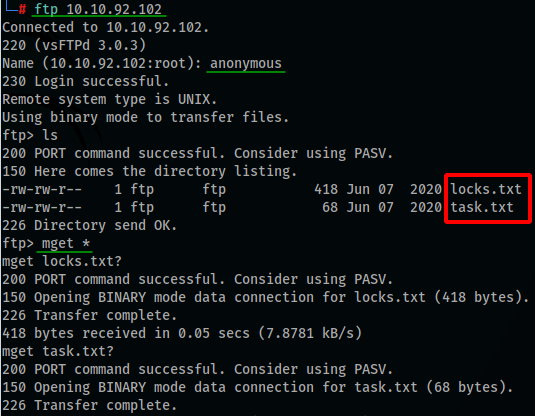 └─# ftp 10.10.92.102
Connected to 10.10.92.102.
220 (vsFTPd 3.0.3)
Name (10.10.92.102:root): anonymous
230 Login successful.
Remote system type is UNIX.
Using binary mode to transfer files.
ftp> ls
200 PORT command successful. Consider using PASV.
150 Here comes the directory listing.
-rw-rw-r--    1 ftp      ftp           418 Jun 07  2020 locks.txt
-rw-rw-r--    1 ftp      ftp            68 Jun 07  2020 task.txt
226 Directory send OK.
ftp> mget *
mget locks.txt?
200 PORT command successful. Consider using PASV.
150 Opening BINARY mode data connection for locks.txt (418 bytes).
226 Transfer complete.
418 bytes received in 0.05 secs (7.8781 kB/s)
mget task.txt?
200 PORT command successful. Consider using PASV.
150 Opening BINARY mode data connection for task.txt (68 bytes).
226 Transfer complete.